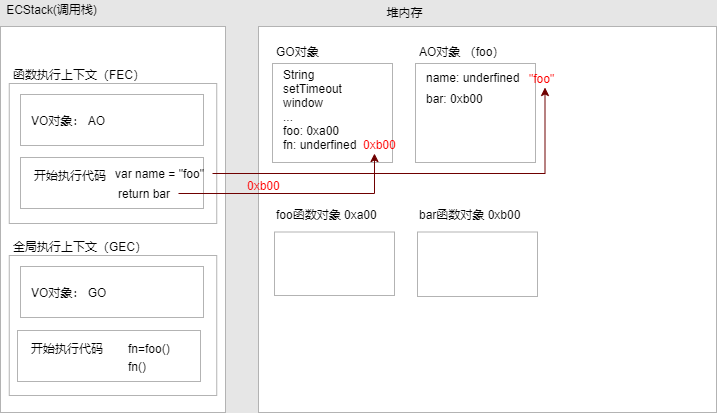 ECStack(调用栈)
函数执行上下文（FEC)
VO对象： AO
开始执行代码 var name = "foo"
return bar
0xb00
全局执行上下文（GEC)
VO对象： GO
开始执行代码 fn=foo()
fn()
堆内存
GO对象
String
setTimeout
window
...
foo: 0xa00
fn: undefined 0xb00
AO对象 （foo）
name: undefined "foo"
bar: 0xb00
foo函数对象 0xa00
bar函数对象 0xb00